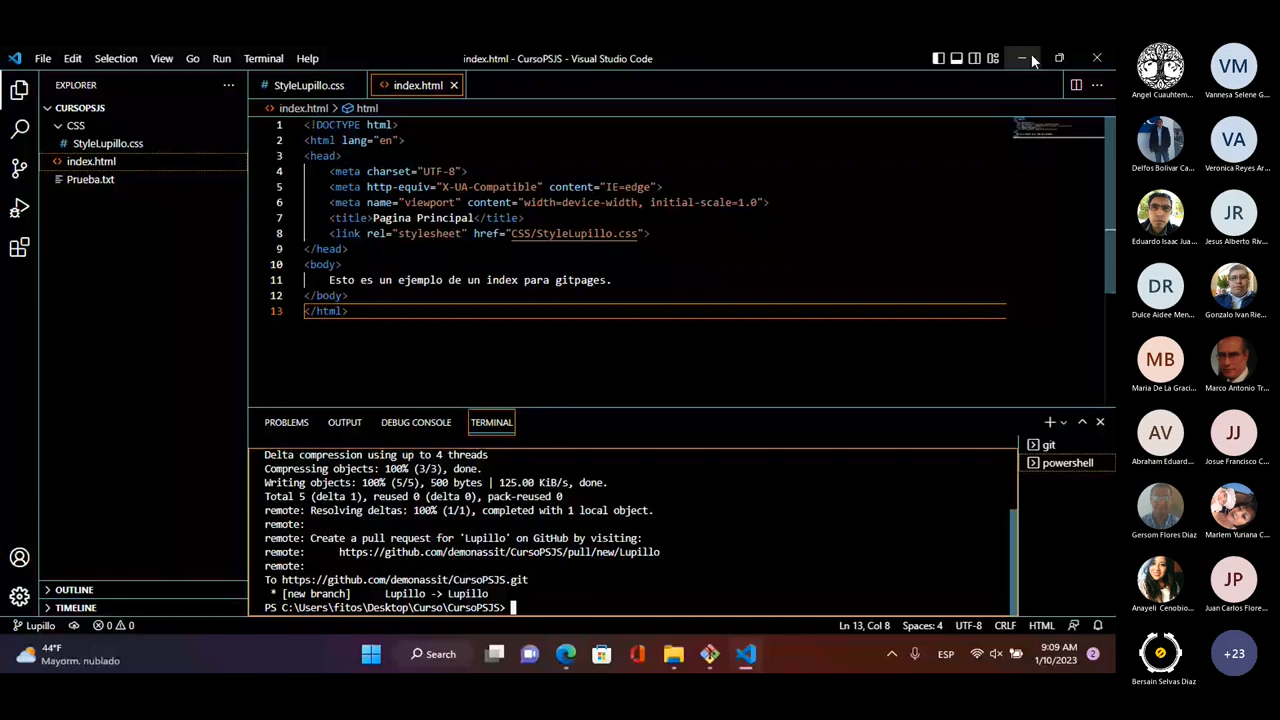 File Edit Selection View Go Run Terminal Help
index.html - CursoPSJS - Visual Studio Code
EXPLORER
CURSOPSJS
CSS
StyleLupillo.css
index.html
Prueba.txt
OUTLINE
TIMELINE
StyleLupillo.css
index.html
index.html > html
1 <!DOCTYPE html>
2 <html lang="en">
3 <head>
4 <meta charset="UTF-8">
5 <meta http-equiv="X-UA-Compatible" content="IE=edge">
6 <meta name="viewport" content="width=device-width, initial-scale=1.0">
7 <title>Pagina Principal</title>
8 <link rel="stylesheet" href="CSS/StyleLupillo.css">
9 </head>
10 <body>
11 Esto es un ejemplo de un index para gitpages.
12 </body>
13 </html>
PROBLEMS OUTPUT DEBUG CONSOLE TERMINAL
git
powershell
Delta compression using up to 4 threads
Compressing objects: 100% (3/3), done.
Writing objects: 100% (5/5), 500 bytes | 125.00 KiB/s, done.
Total 5 (delta 1), reused 0 (delta 0), pack-reused 0
remote: Resolving deltas: 100% (1/1), completed with 1 local object.
remote:
remote: Create a pull request for 'Lupillo' on GitHub by visiting:
remote: https://github.com/demonassit/CursoPSJS/pull/new/Lupillo
remote:
To https://github.com/demonassit/CursoPSJS.git
* [new branch] Lupillo -> Lupillo
PS C:\Users\fitos\Desktop\Curso\CursoPSJS>
Lupillo 0 0
Ln 13, Col 8 Spaces: 4 UTF-8 CRLF HTML
44°F
Mayorm. nublado
Search
ESP
9:09 AM
1/10/2023
2
Angel Cuauhtem...
VM
Vannesa Selene G...
Delfos Bolivar Ca...
VA
Veronica Reyes Ar...
Eduardo Isaac Jua...
JR
Jesus Alberto Riv...
DR
Dulce Aidee Men...
Gonzalo Ivan Rie...
MB
Maria De La Graci...
Marco Antonio Tr...
AV
Abraham Eduard...
JJ
Josue Francisco C...
Gersom Flores Diaz
Marlem Yuriana C...
Anayeli Cenobio...
JP
Juan Carlos Flore...
Bersain Selvas Diaz
+23